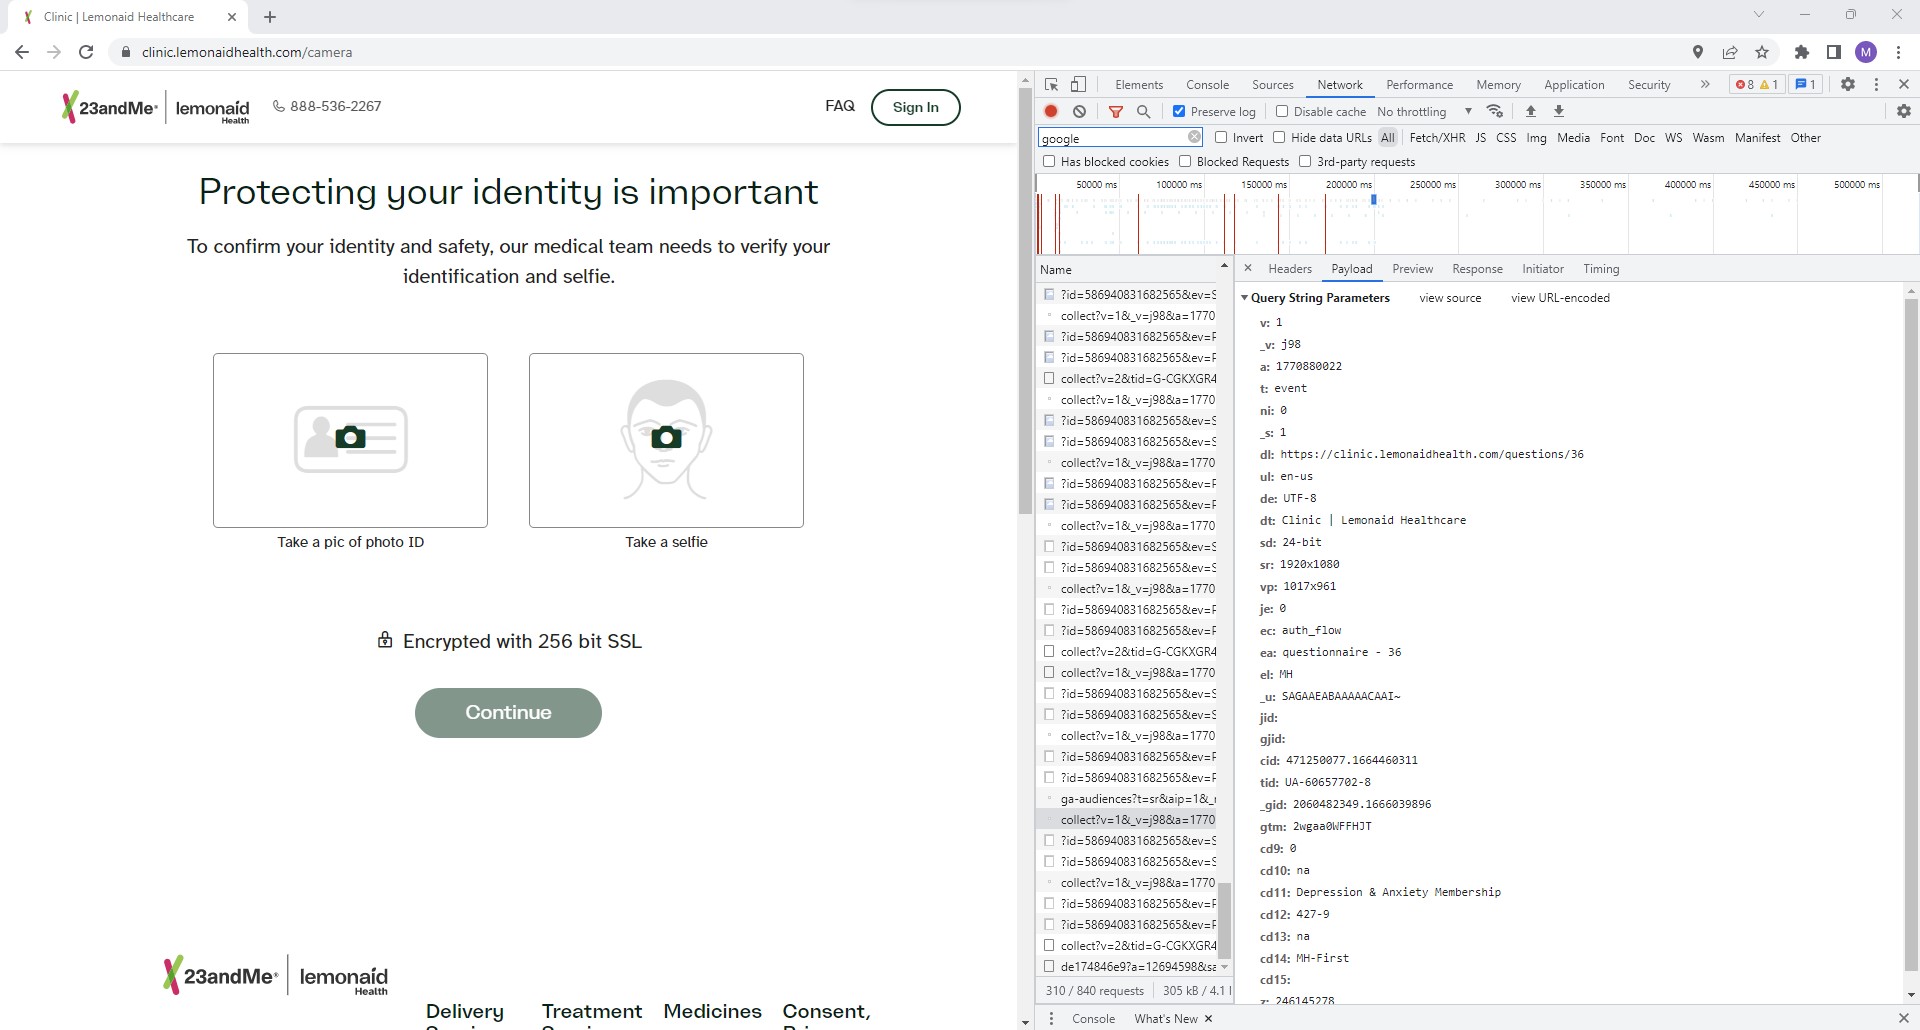 Clinic | Lemonaid Healthcare
clinic.lemonaidhealth.com/camera
M
23andMe lemonaid Health
888-536-2267
FAQ
Sign In
Protecting your identity is important
To confirm your identity and safety, our medical team needs to verify your
identification and selfie.
Take a pic of photo ID
Take a selfie
Encrypted with 256 bit SSL
Continue
23andMe lemonaid Health
Delivery
Treatment
Medicines
Consent,
Elements Console Sources Network Performance Memory Application Security 8 1 1
Preserve log Disable cache No throttling
google Invert Hide data URLs All Fetch/XHR JS CSS Img Media Font Doc WS Wasm Manifest Other
Has blocked cookies Blocked Requests 3rd-party requests
50000 ms 100000 ms 150000 ms 200000 ms 250000 ms 300000 ms 350000 ms 400000 ms 450000 ms 500000 ms
Name
?id=586940831682565&ev=S
collect?v=1&_v=j98&a=1770
?id=586940831682565&ev=P
?id=586940831682565&ev=P
collect?v=2&tid=G-CGKXGR4
collect?v=1&_v=j98&a=1770
?id=586940831682565&ev=S
?id=586940831682565&ev=S
collect?v=1&_v=j98&a=1770
?id=586940831682565&ev=P
?id=586940831682565&ev=P
collect?v=1&_v=j98&a=1770
?id=586940831682565&ev=S
?id=586940831682565&ev=S
collect?v=1&_v=j98&a=1770
?id=586940831682565&ev=P
?id=586940831682565&ev=P
collect?v=2&tid=G-CGKXGR4
collect?v=1&_v=j98&a=1770
?id=586940831682565&ev=S
?id=586940831682565&ev=S
collect?v=1&_v=j98&a=1770
?id=586940831682565&ev=P
?id=586940831682565&ev=P
ga-audiences?t=sr&aip=1&_
collect?v=1&_v=j98&a=1770
?id=586940831682565&ev=S
?id=586940831682565&ev=S
collect?v=1&_v=j98&a=1770
?id=586940831682565&ev=P
?id=586940831682565&ev=P
collect?v=2&tid=G-CGKXGR4
de174846e9?a=12694598&sa
310 / 840 requests 305 kB / 4.1
Headers Payload Preview Response Initiator Timing
Query String Parameters view source view URL-encoded
v: 1
_v: j98
a: 1770880022
t: event
ni: 0
_s: 1
dl: https://clinic.lemonaidhealth.com/questions/36
ul: en-us
de: UTF-8
dt: Clinic | Lemonaid Healthcare
sd: 24-bit
sr: 1920x1080
vp: 1017x961
je: 0
ec: auth_flow
ea: questionnaire - 36
el: MH
_u: SAGAAEABAAAAACAAI~
jid:
gjid:
cid: 471250077.1664460311
tid: UA-60657702-8
_gid: 2060482349.1666039896
gtm: 2wgaa0WFFHJT
cd9: 0
cd10: na
cd11: Depression & Anxiety Membership
cd12: 427-9
cd13: na
cd14: MH-First
cd15:
z: 246145278
Console What's New